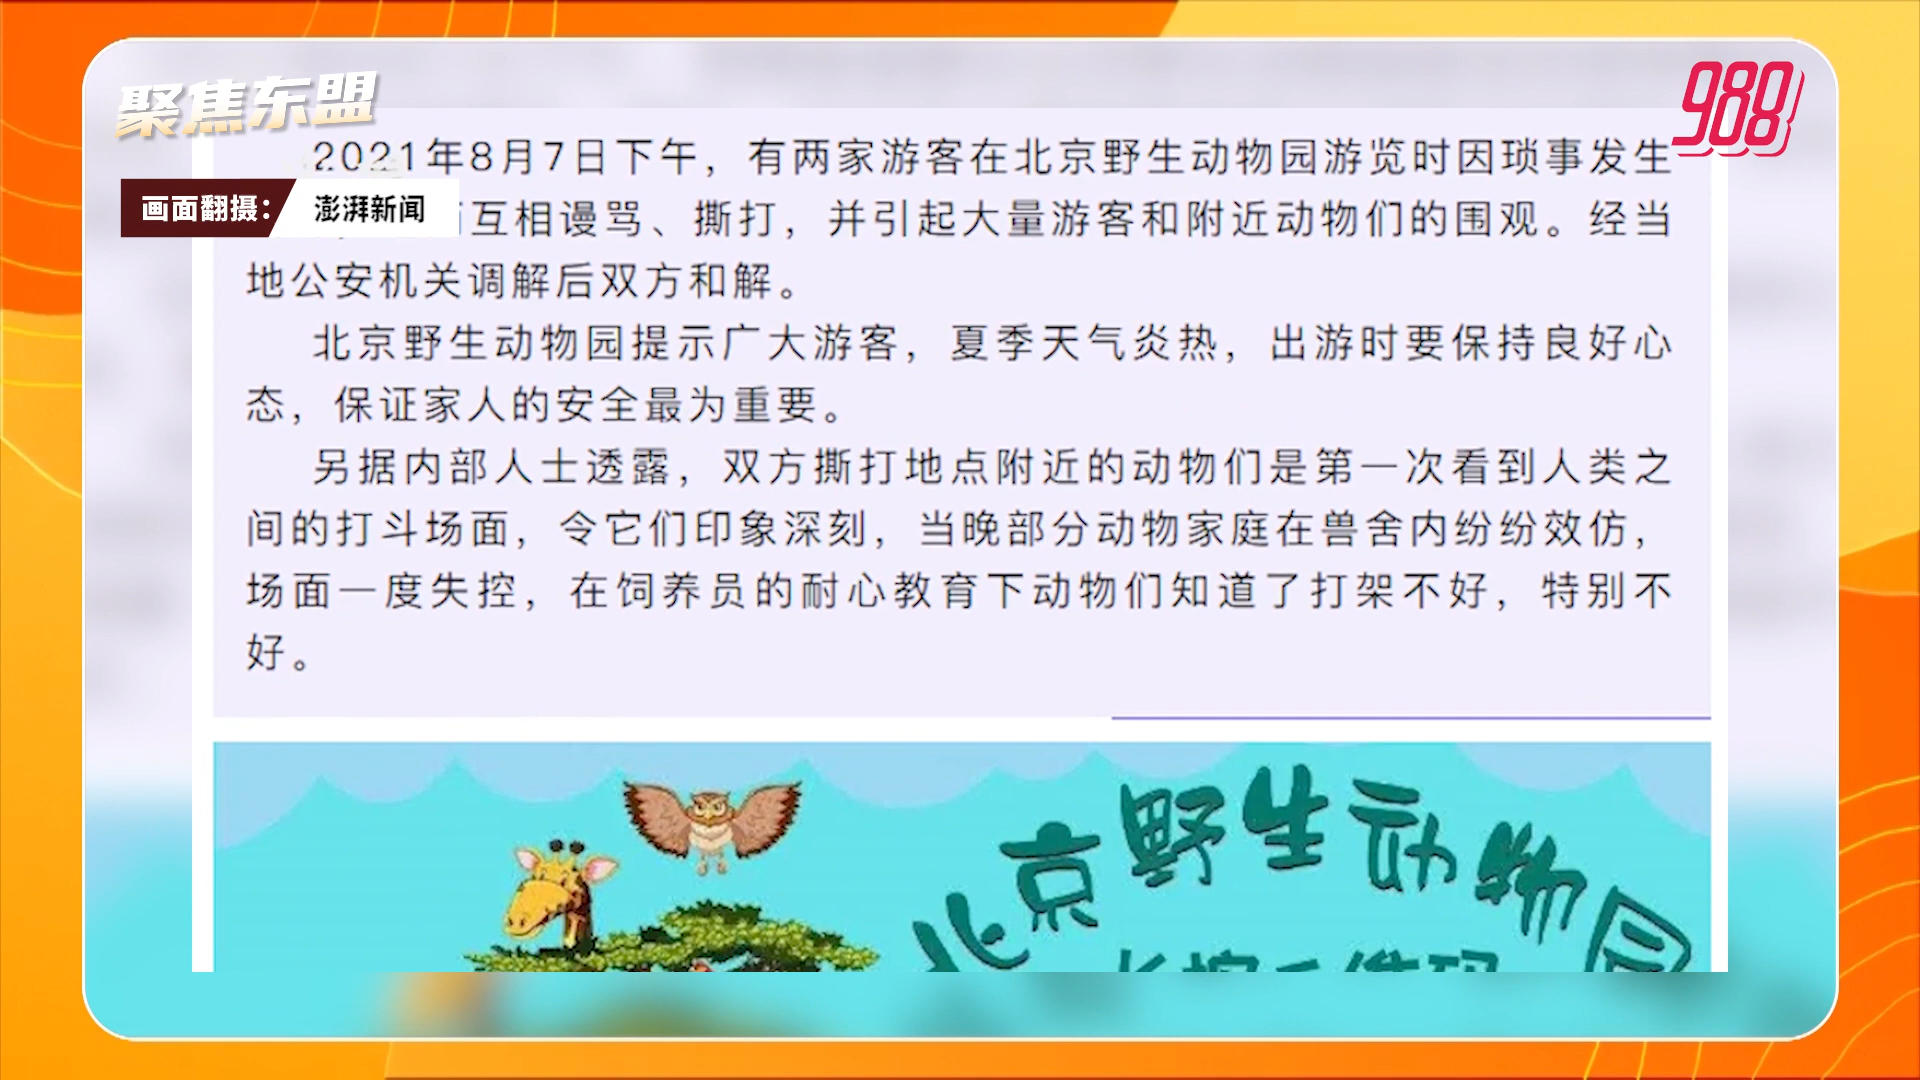 聚焦东盟
988
2021年8月7日下午，有两家游客在北京野生动物园游览时因琐事发生
画面翻摄：
澎湃新闻
互相谩骂、撕打，并引起大量游客和附近动物们的围观。经当
地公安机关调解后双方和解。
北京野生动物园提示广大游客，夏季天气炎热，出游时要保持良好心
态，保证家人的安全最为重要。
另据内部人士透露，双方撕打地点附近的动物们是第一次看到人类之
间的打斗场面，令它们印象深刻，当晚部分动物家庭在兽舍内纷纷效仿，
场面一度失控，在饲养员的耐心教育下动物们知道了打架不好，特别不
好。
北京野生动物园